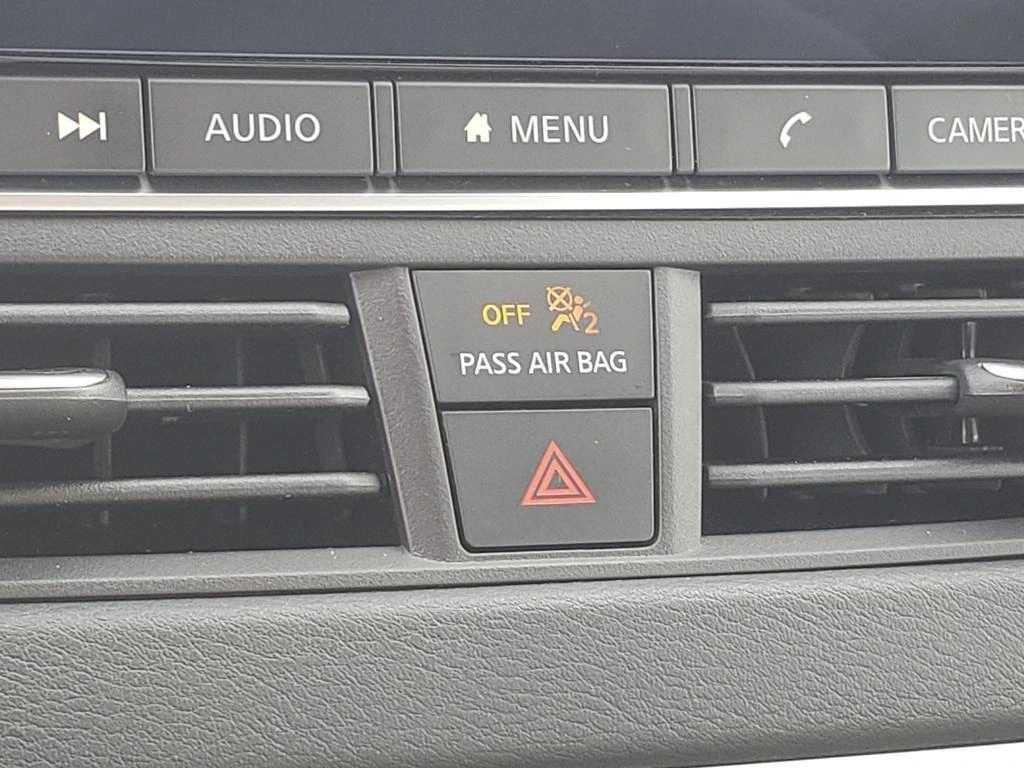 AUDIO
MENU
CAMER
OFF 2
PASS AIR BAG